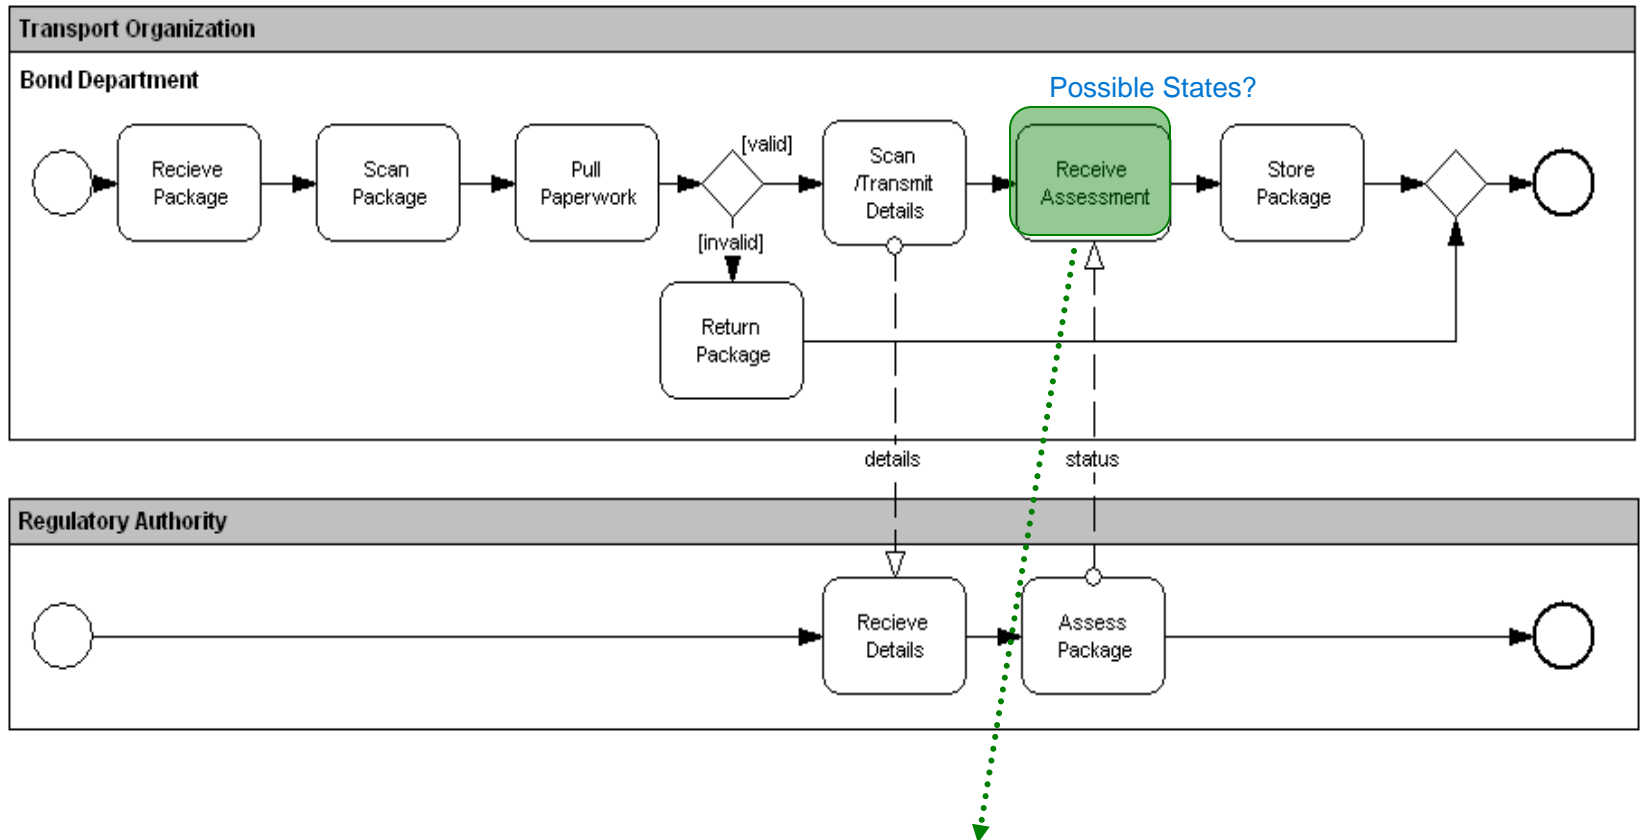 Transport Organization
Bond Department
Possible States?
Recieve
Package
Scan
Package
Pull
Paperwork
[valid]
[invalid]
Scan
/Transmit
Details
Receive
Assessment
Store
Package
Return
Package
details
status
Regulatory Authority
Recieve
Details
Assess
Package